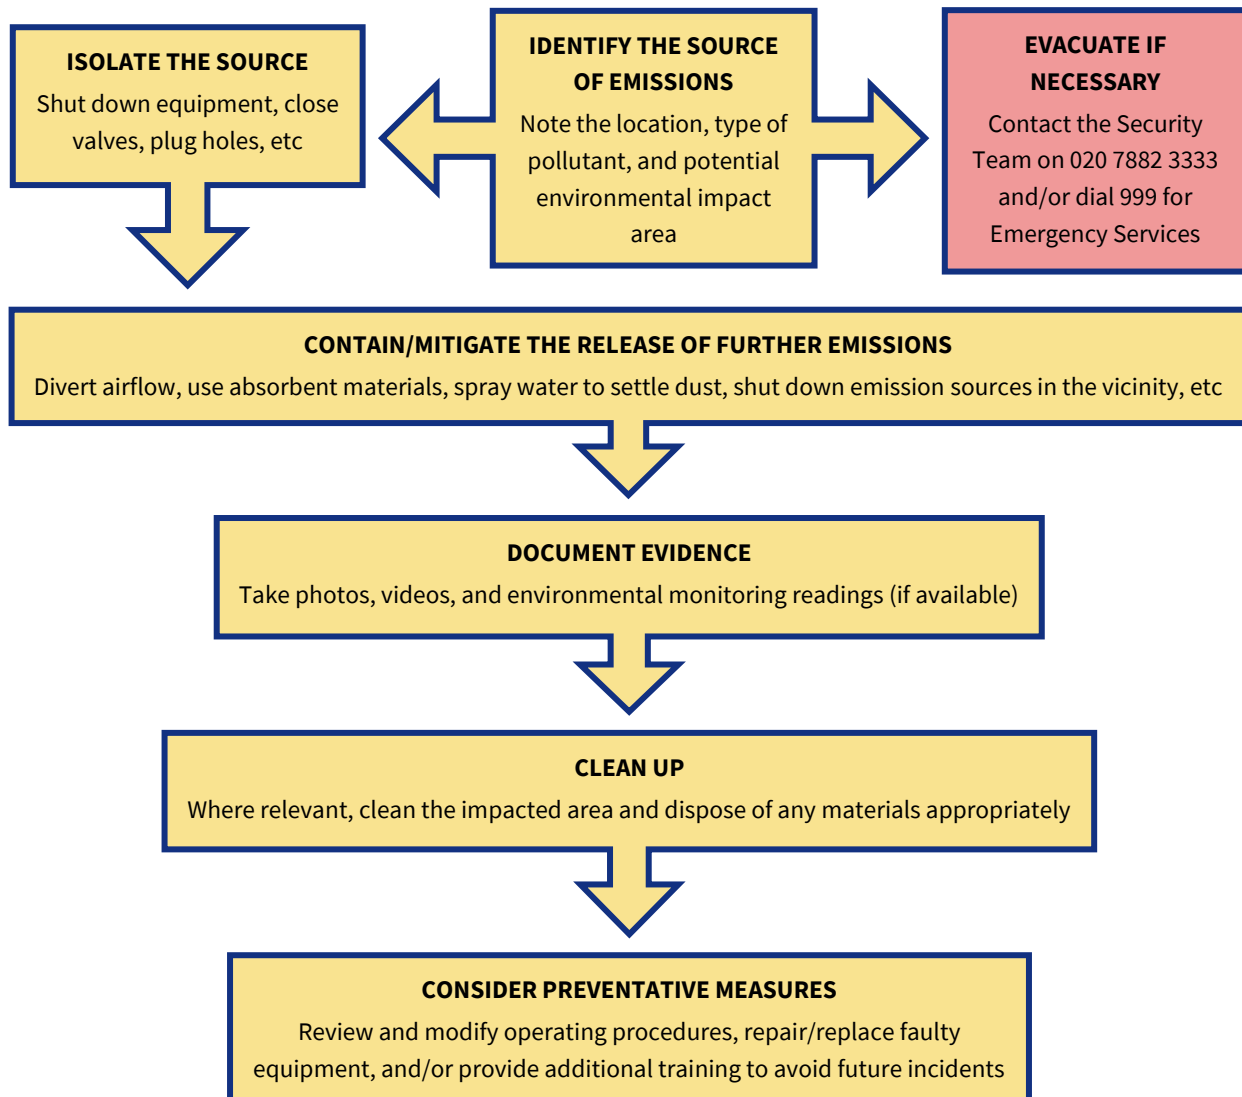 ISOLATE THE SOURCE
Shut down equipment, close
valves, plug holes, etc
IDENTIFY THE SOURCE
OF EMISSIONS
Note the location, type of
pollutant, and potential
environmental impact
area
EVACUATE IF
NECESSARY
Contact the Security
Team on 020 7882 3333
and/or dial 999 for
Emergency Services
CONTAIN/MITIGATE THE RELEASE OF FURTHER EMISSIONS
Divert airflow, use absorbent materials, spray water to settle dust, shut down emission sources in the vicinity, etc
DOCUMENT EVIDENCE
Take photos, videos, and environmental monitoring readings (if available)
CLEAN UP
Where relevant, clean the impacted area and dispose of any materials appropriately
CONSIDER PREVENTATIVE MEASURES
Review and modify operating procedures, repair/replace faulty
equipment, and/or provide additional training to avoid future incidents